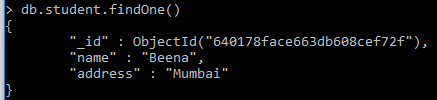 > db.student.findOne()
{
"_id" : ObjectId("640178face663db608cef72f"),
"name" : "Beena",
"address" : "Mumbai"
}